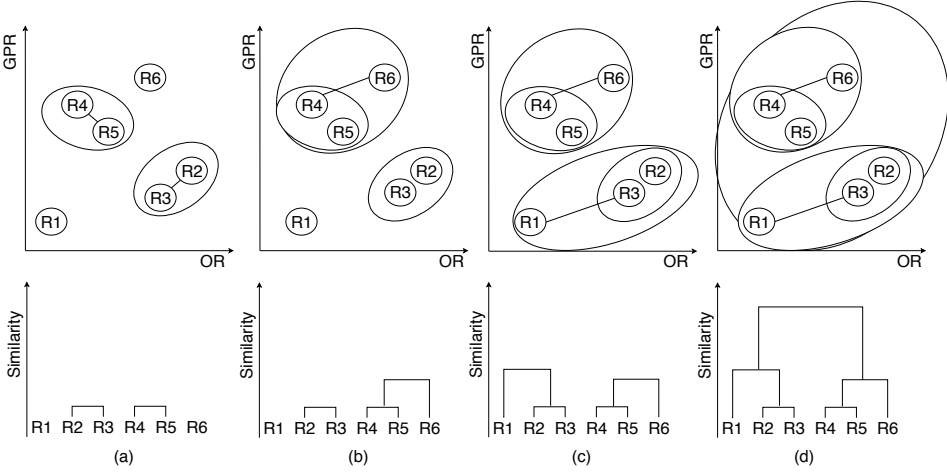 GPR
R6
R4
R5
R2
R3
R1
OR
GPR
R6
R4
R5
R2
R3
R1
OR
GPR
R6
R4
R5
R2
R3
R1
OR
GPR
R6
R4
R5
R2
R3
R1
OR
Similarity
R1 R2 R3 R4 R5 R6
(a)
Similarity
R1 R2 R3 R4 R5 R6
(b)
Similarity
R1 R2 R3 R4 R5 R6
(c)
Similarity
R1 R2 R3 R4 R5 R6
(d)